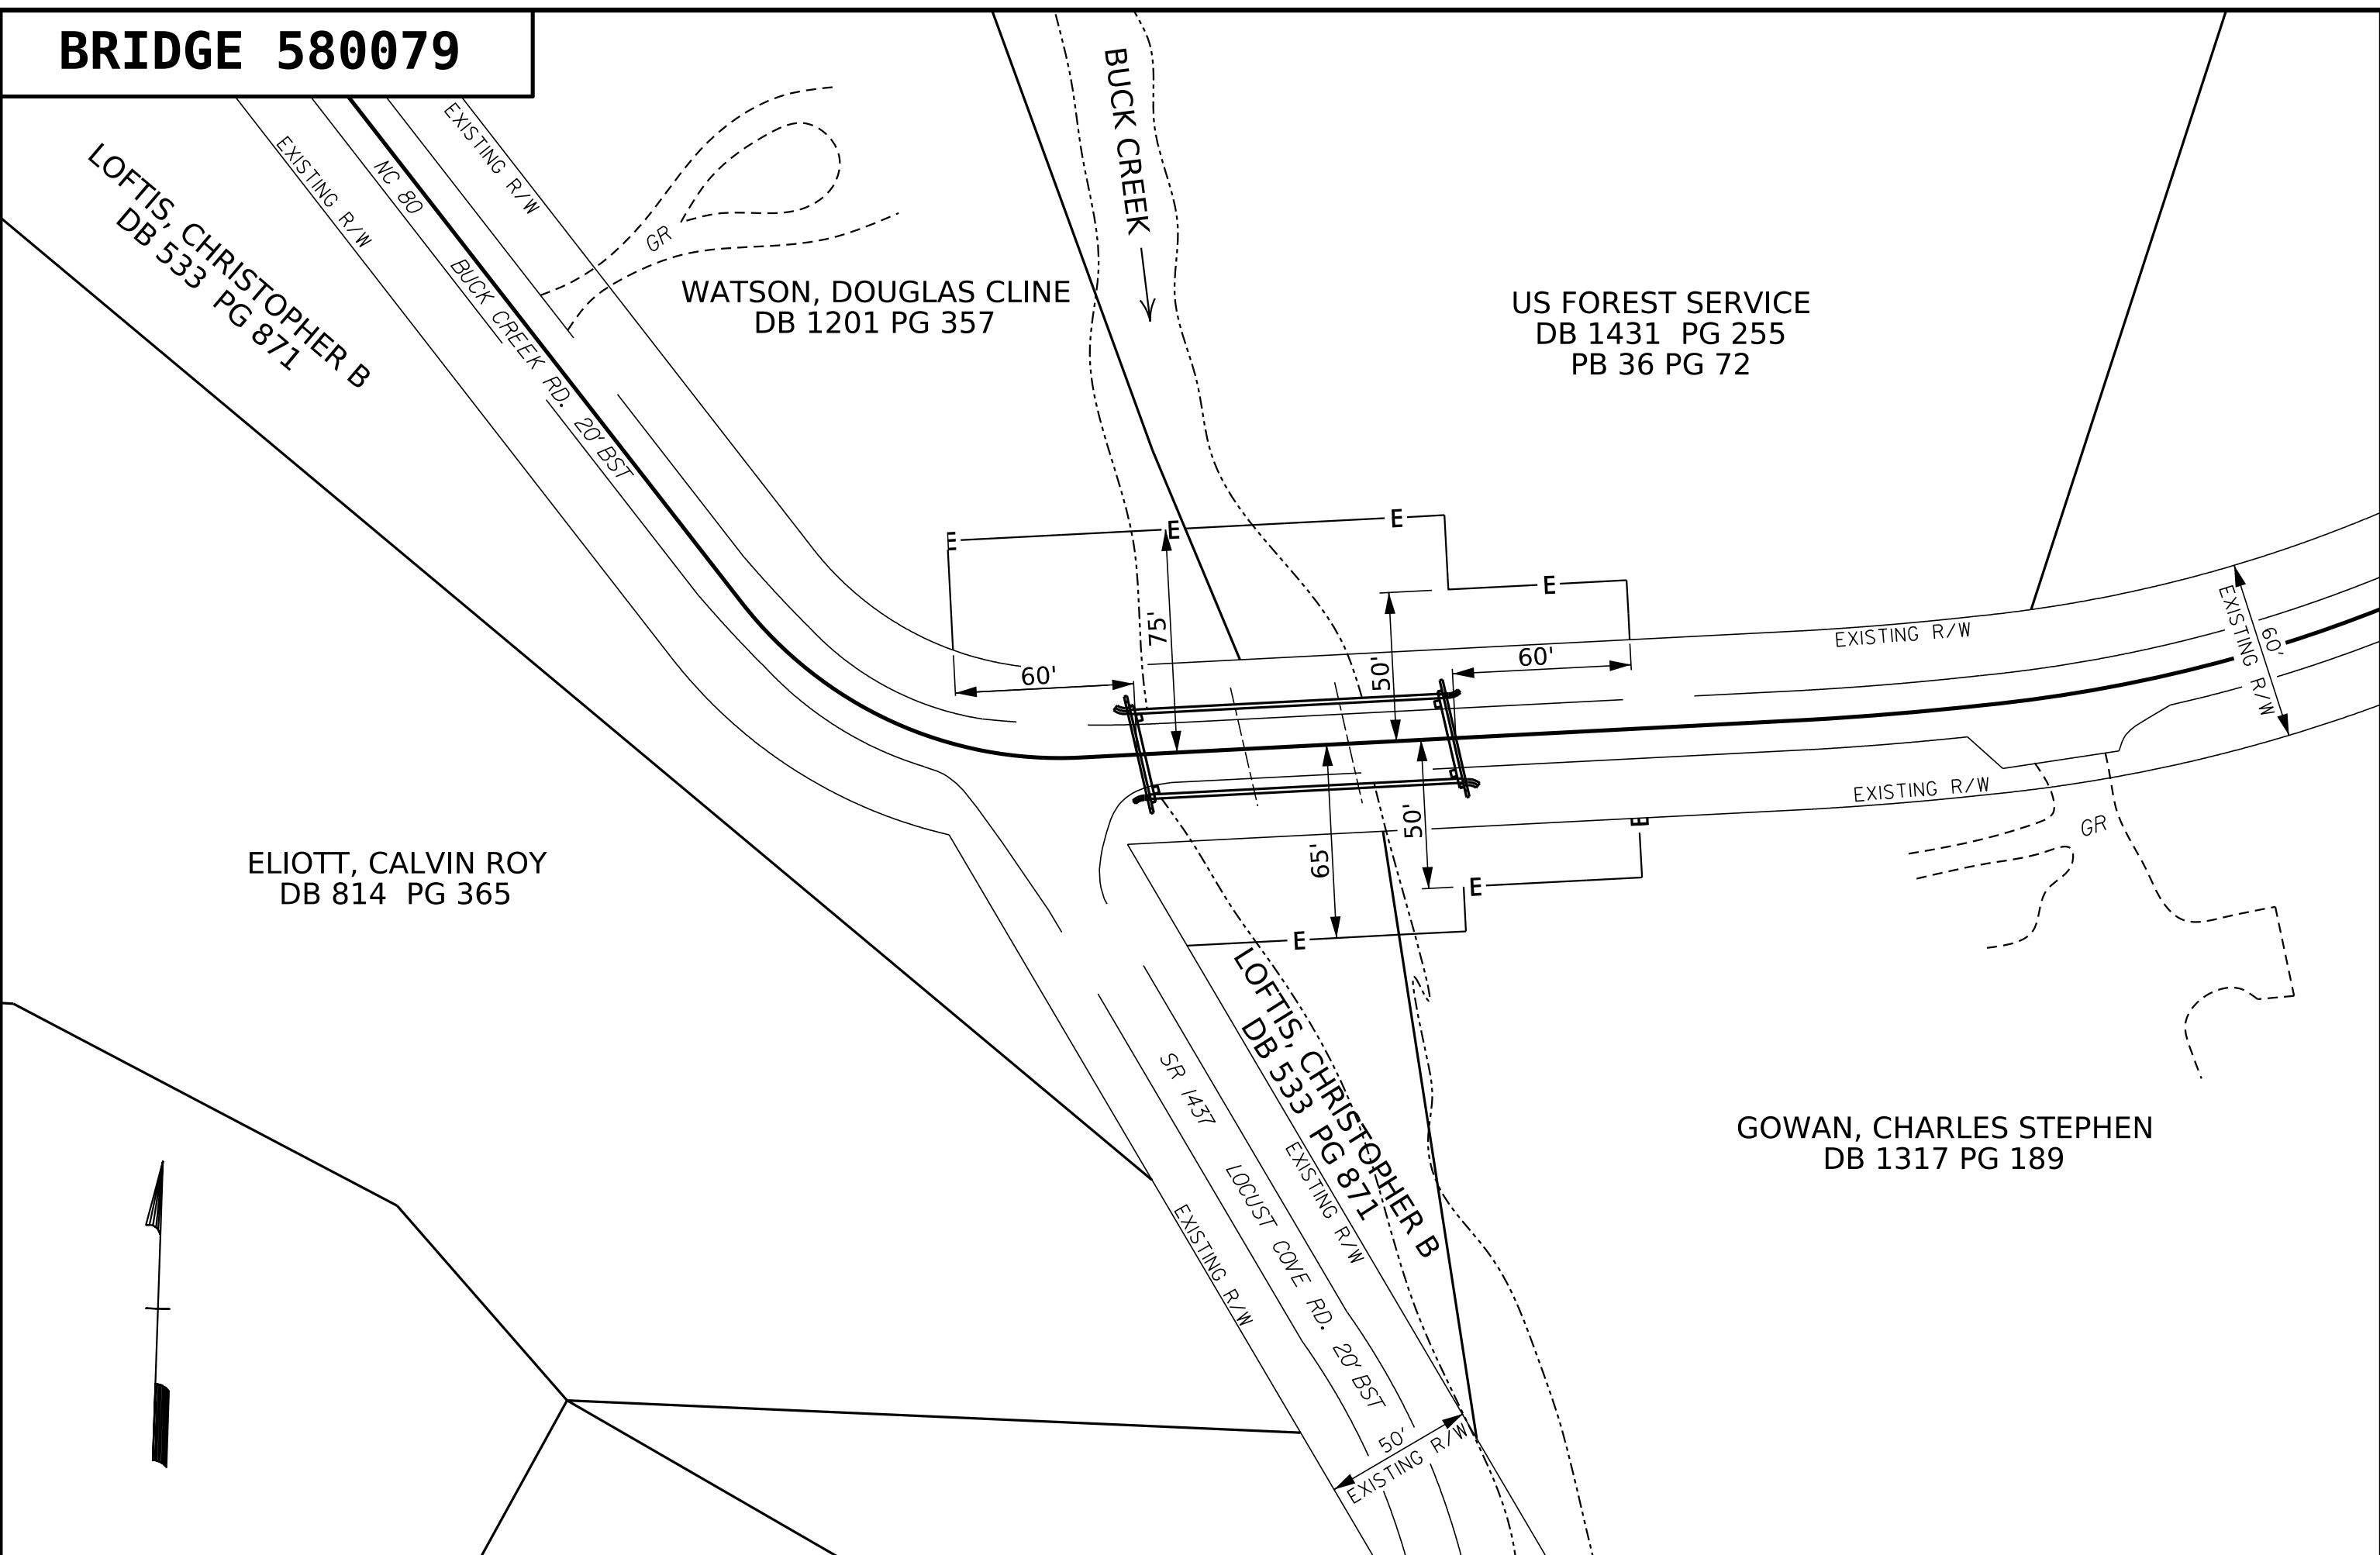 BRIDGE 580079
BUCK CREEK
EXISTING R/W
EXISTING R/W
NC 80
BUCK CREEK RD. 20' BST
GR
LOFTIS, CHRISTOPHER B
DB 533 PG 871
WATSON, DOUGLAS CLINE
DB 1201 PG 357
US FOREST SERVICE
DB 1431 PG 255
PB 36 PG 72
E
E
E
E
75'
50'
60'
60'
EXISTING R/W
60'
EXISTING R/W
EXISTING R/W
50'
65'
E
E
E
GR
ELIOTT, CALVIN ROY
DB 814 PG 365
LOFTIS, CHRISTOPHER B
DB 533 PG 871
SR 1437
LOCUST COVE RD. 20' BST
EXISTING R/W
EXISTING R/W
GOWAN, CHARLES STEPHEN
DB 1317 PG 189
50'
EXISTING R/W